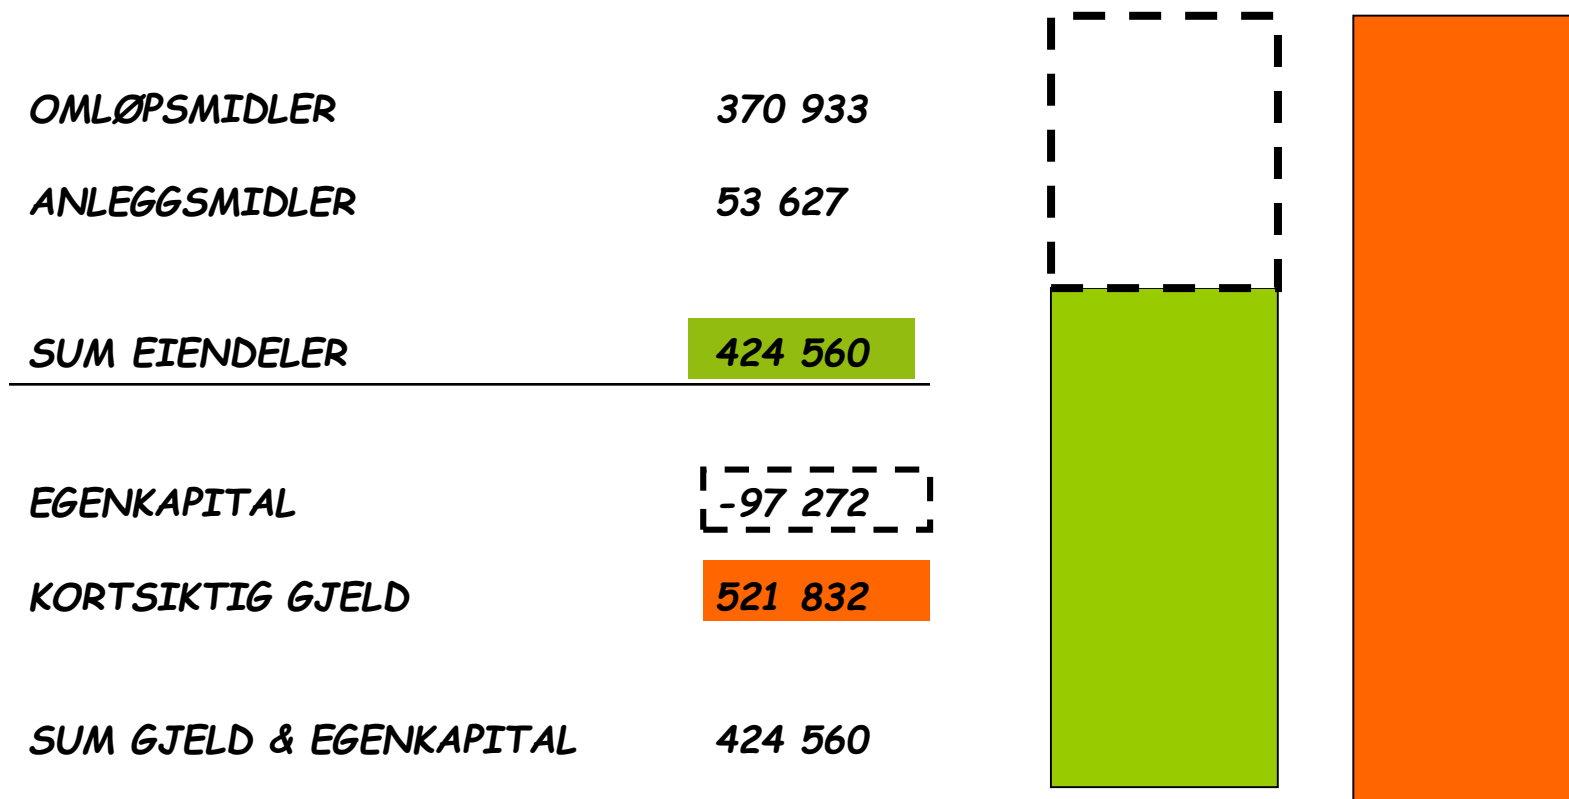 OMLØPSMIDLER 370 933
ANLEGGSMIDLER 53 627
SUM EIENDELER 424 560
EGENKAPITAL -97 272
KORTSIKTIG GJELD 521 832
SUM GJELD & EGENKAPITAL 424 560